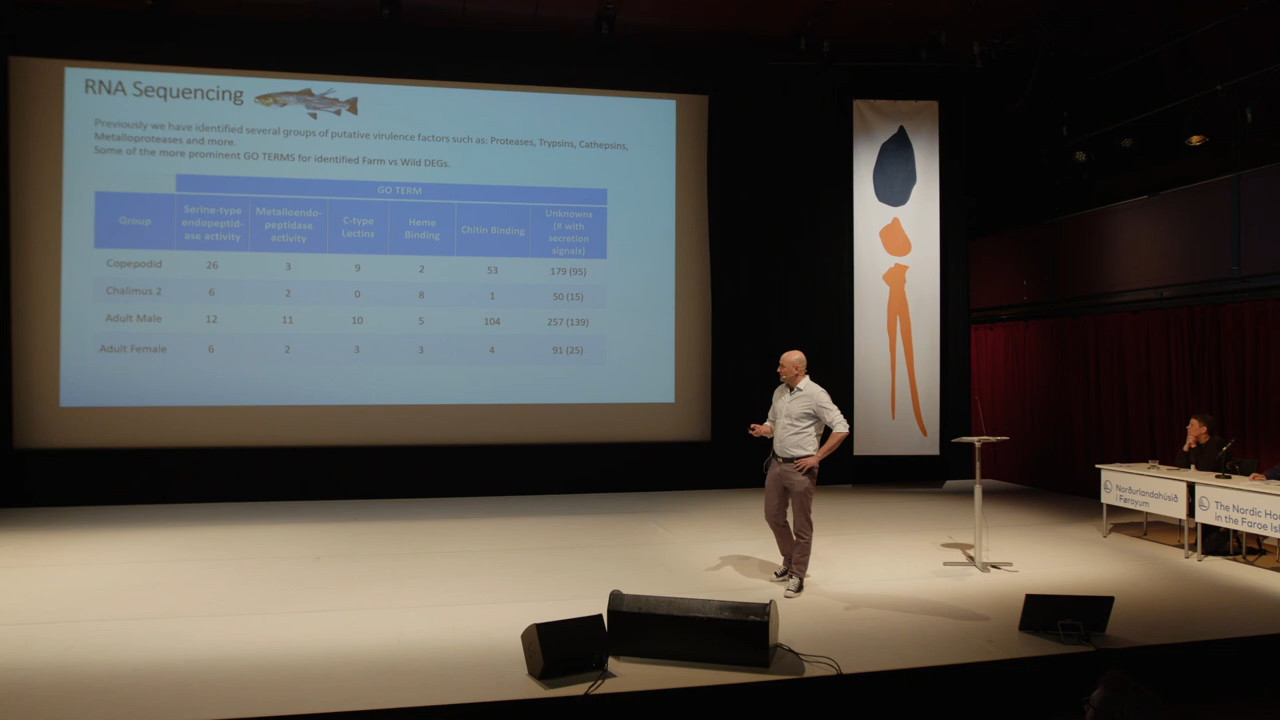 RNA Sequencing
Previously we have identified several groups of putative virulence factors such as: Proteases, Trypsins, Cathepsins,
Metalloproteases and more.
Some of the more prominent GO TERMS for identified Farm vs Wild DEGs.
GO TERM
Group Serine-type endopeptid-ase activity Metalloendo-peptidase activity C-type Lectins Heme Binding Chitin Binding Unknowns (# with secretion signals)
Copepodid 26 3 9 2 53 179 (95)
Chalimus 2 6 2 0 8 1 50 (15)
Adult Male 12 11 10 5 104 257 (139)
Adult Female 6 2 3 3 4 91 (25)
Norðurlandahúsið
í Føroyum
The Nordic Ho
in the Faroe Isl